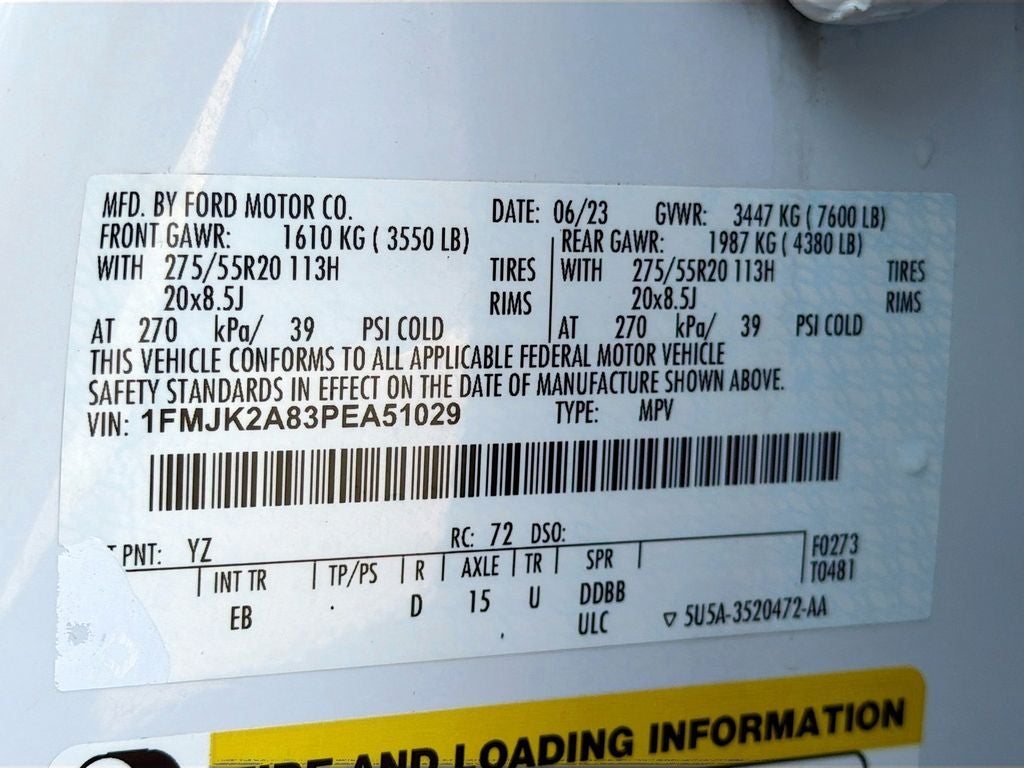 MFD. BY FORD MOTOR CO. DATE: 06/23 GVWR: 3447 KG ( 7600 LB)
FRONT GAWR: 1610 KG ( 3550 LB) REAR GAWR: 1987 KG ( 4380 LB)
WITH 275/55R20 113H TIRES WITH 275/55R20 113H TIRES
20x8.5J RIMS 20x8.5J RIMS
AT 270 kPa/ 39 PSI COLD AT 270 kPa/ 39 PSI COLD
THIS VEHICLE CONFORMS TO ALL APPLICABLE FEDERAL MOTOR VEHICLE
SAFETY STANDARDS IN EFFECT ON THE DATE OF MANUFACTURE SHOWN ABOVE.
VIN: 1FMJK2A83PEA51029 TYPE: MPV
PNT: YZ RC: 72 DSO: F0273
INT TR TP/PS R AXLE TR SPR T0481
EB D 15 U DDBB
ULC ▽ 5U5A-3520472-AA
AND LOADING INFORMATION